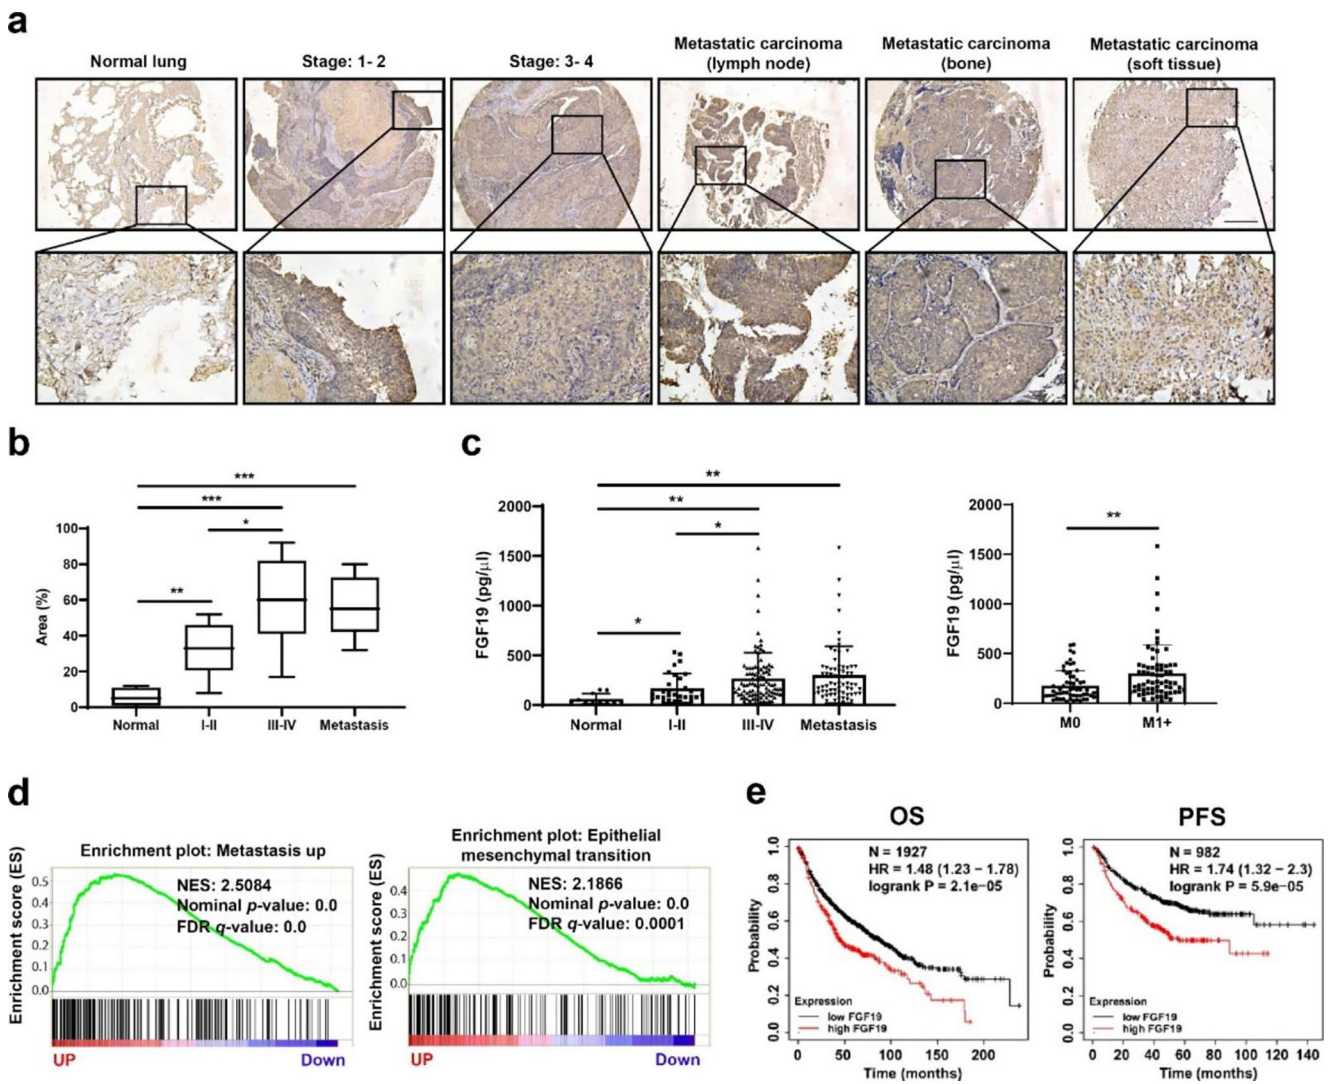 a
Normal lung
Stage: 1- 2
Stage: 3- 4
Metastatic carcinoma
(lymph node)
Metastatic carcinoma
(bone)
Metastatic carcinoma
(soft tissue)
b
***
***
*
**
Area (%)
100
80
60
40
20
0
Normal
I-II
III-IV
Metastasis
c
**
**
*
*
FGF19 (pg/μl)
2000
1500
1000
500
0
Normal
I-II
III-IV
Metastasis
**
FGF19 (pg/μl)
2000
1500
1000
500
0
M0
M1+
d
Enrichment plot: Metastasis up
Enrichment score (ES)
NES: 2.5084
Nominal p-value: 0.0
FDR q-value: 0.0
0.5
0.4
0.3
0.2
0.1
0.0
UP
Down
Enrichment plot: Epithelial
mesenchymal transition
Enrichment score (ES)
NES: 2.1866
Nominal p-value: 0.0
FDR q-value: 0.0001
0.4
0.3
0.2
0.1
0.0
UP
Down
e
OS
N = 1927
HR = 1.48 (1.23 − 1.78)
logrank P = 2.1e−05
Probability
1.0
0.8
0.6
0.4
0.2
0.0
Expression
low FGF19
high FGF19
0
50
100
150
200
Time (months)
PFS
N = 982
HR = 1.74 (1.32 − 2.3)
logrank P = 5.9e−05
Probability
1.0
0.8
0.6
0.4
0.2
0.0
Expression
low FGF19
high FGF19
0
20
40
60
80
100
120
140
Time (months)